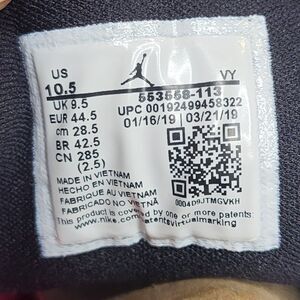 US VY
10.5 553558-113
UK 9.5 UPC 00192499458322
EUR 44.5 01/16/19 03/21/19
cm 28.5
BR 42.5
CN 285
(2.5)
MADE IN VIETNAM
HECHO EN VIETNAM
FABRIQUE AU VIETNAM
FABRICADO NO VIETNÃ
0004D9JTMGVKH
This product is covered by one or more patents:
www.nike.com/patentsvirtualmarking